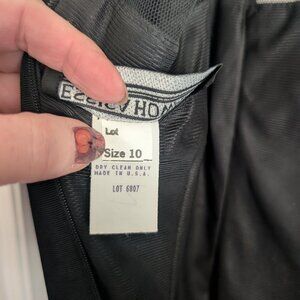 Lot
Size 10
DRY CLEAN ONLY
MADE IN U.S.A.
LOT 6807